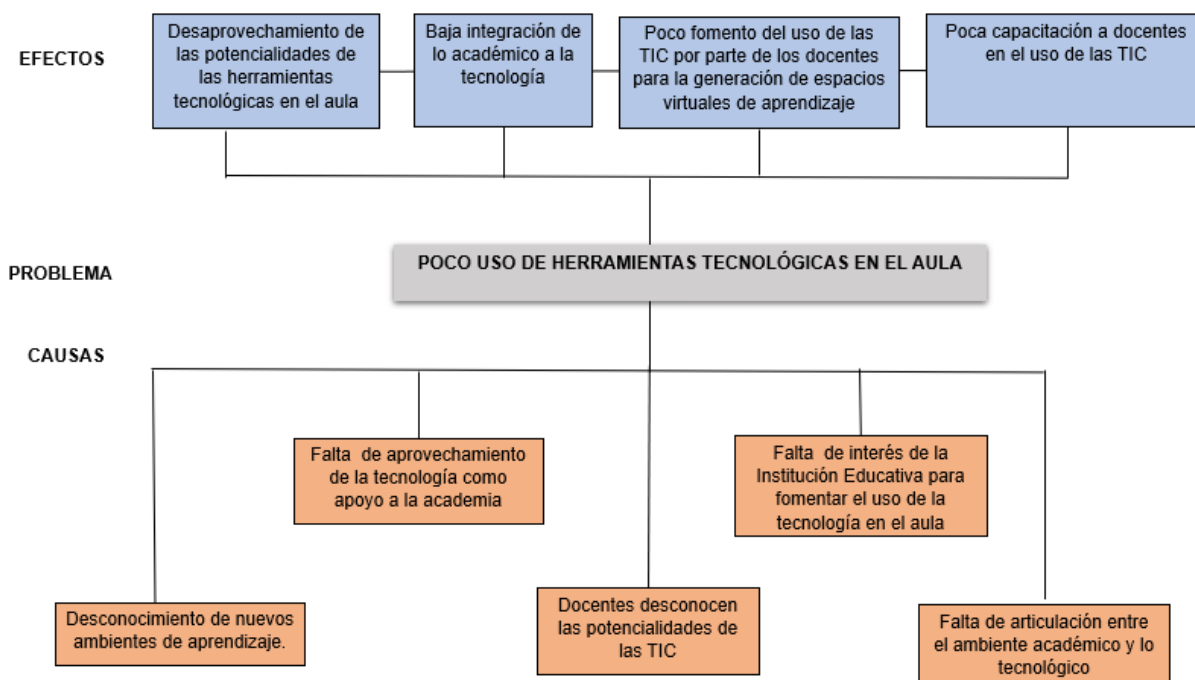 EFECTOS
Desaprovechamiento de
las potencialidades de
las herramientas
tecnológicas en el aula
Baja integración de
lo académico a la
tecnología
Poco fomento del uso de las
TIC por parte de los docentes
para la generación de espacios
virtuales de aprendizaje
Poca capacitación a docentes
en el uso de las TIC
PROBLEMA
POCO USO DE HERRAMIENTAS TECNOLÓGICAS EN EL AULA
CAUSAS
Falta de aprovechamiento
de la tecnología como
apoyo a la academia
Falta de interés de la
Institución Educativa para
fomentar el uso de la
tecnología en el aula
Desconocimiento de nuevos
ambientes de aprendizaje.
Docentes desconocen
las potencialidades de
las TIC
Falta de articulación entre
el ambiente académico y lo
tecnológico